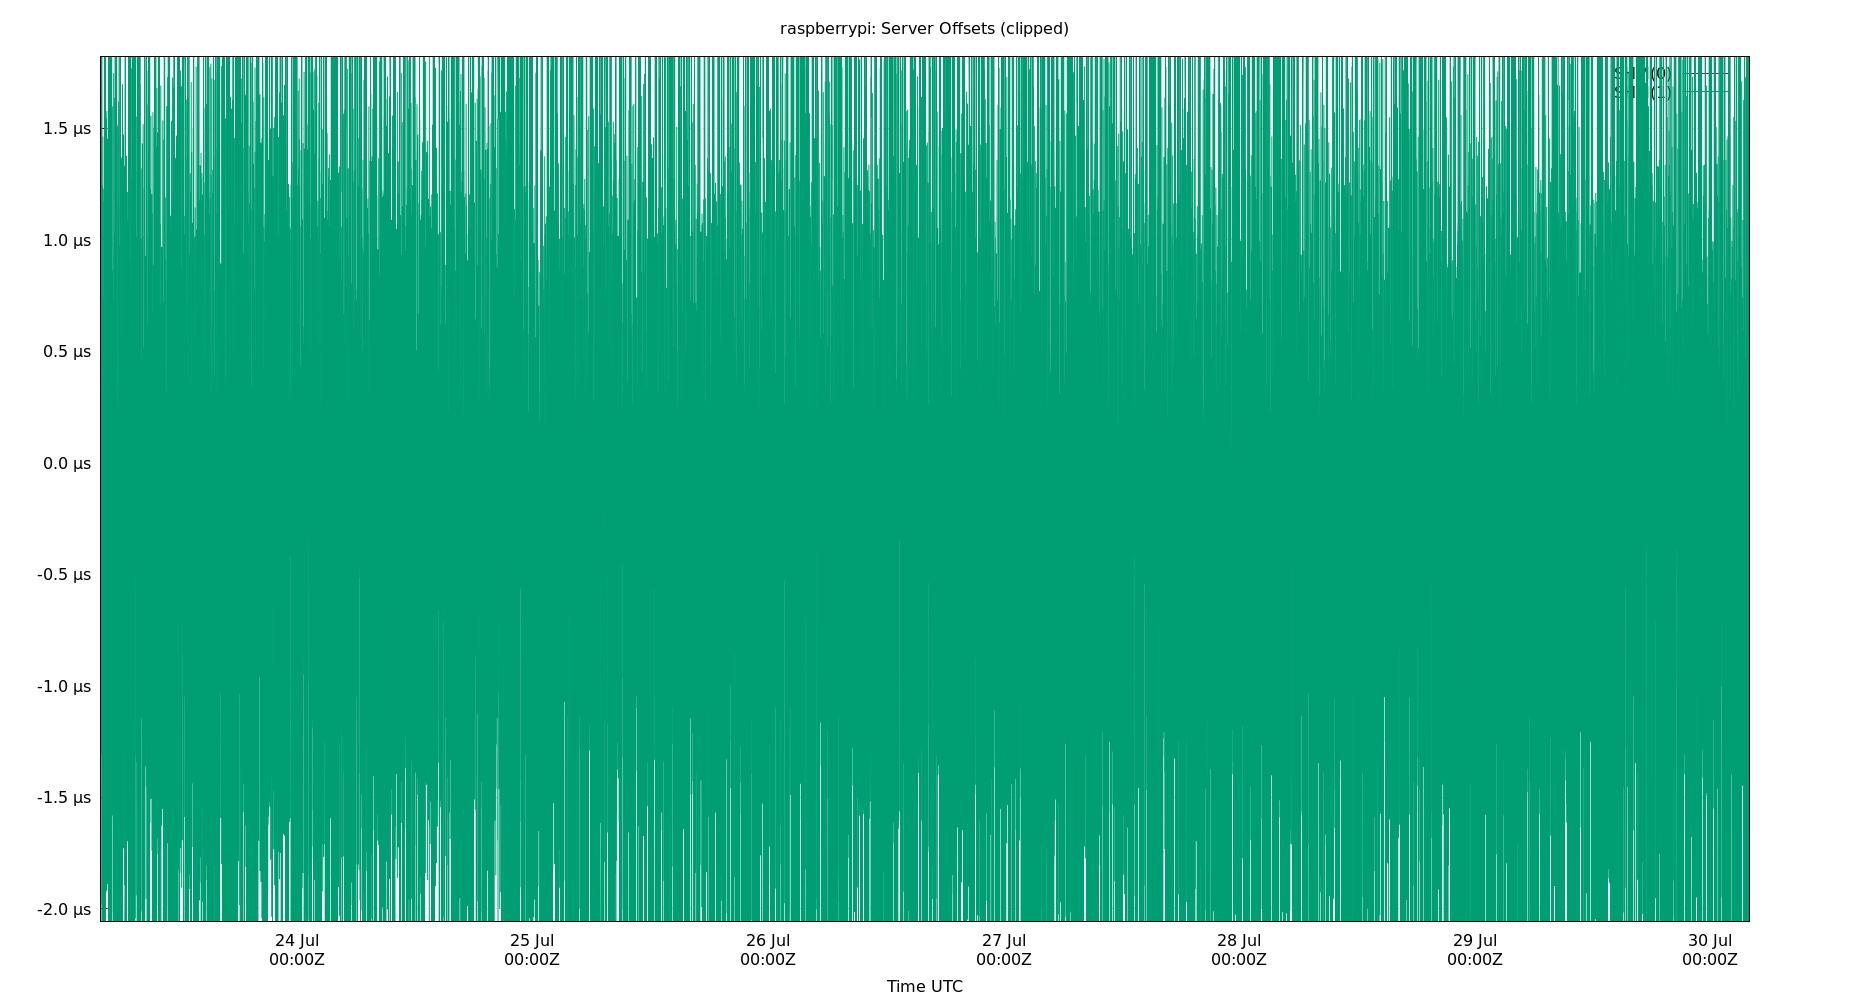 raspberrypi: Server Offsets (clipped)
(0)
(1)
1.5 µs
1.0 µs
0.5 µs
0.0 µs
-0.5 µs
-1.0 µs
-1.5 µs
-2.0 µs
24 Jul 25 Jul 26 Jul 27 Jul 28 Jul 29 Jul 30 Jul
00:00Z 00:00Z 00:00Z 00:00Z 00:00Z 00:00Z 00:00Z
Time UTC